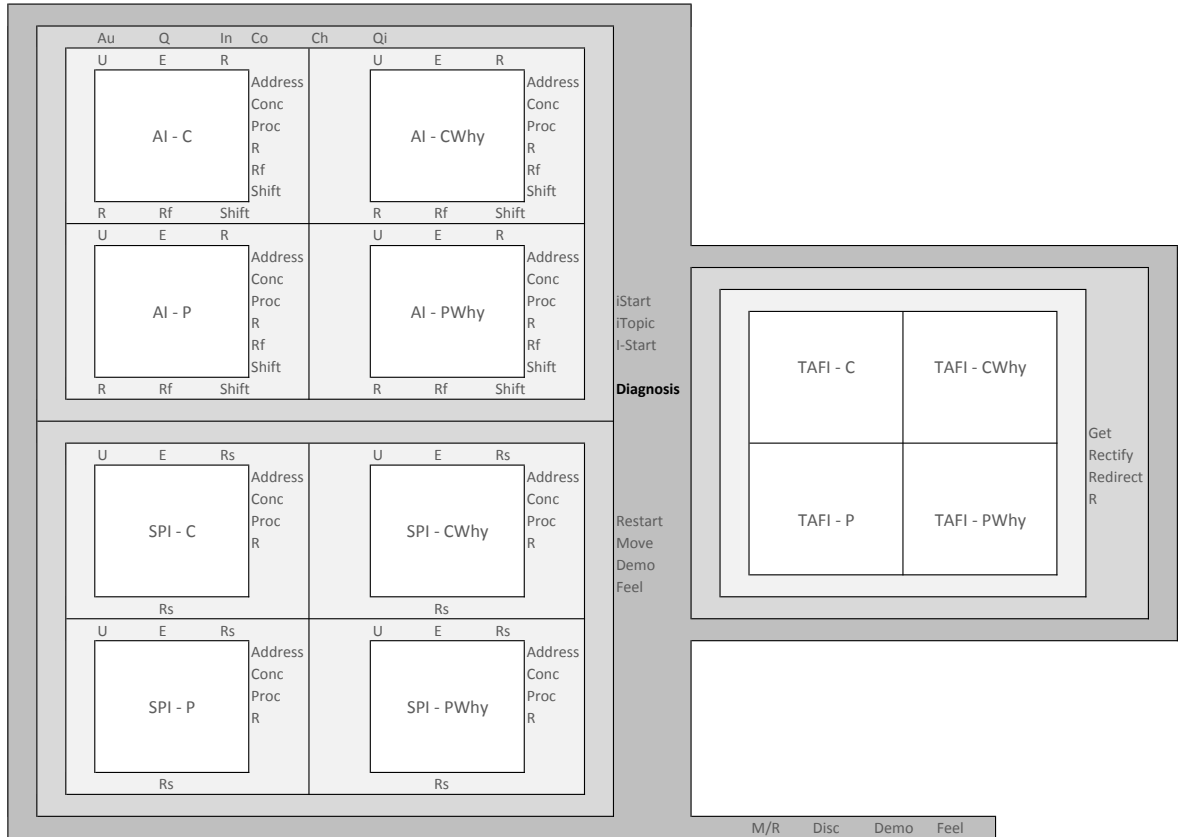 Au Q In Co Ch Qi
U E R U E R
Address Address
Conc Conc
AI - C Proc AI - CWhy Proc
R R
Rf Rf
Shift Shift
R Rf Shift R Rf Shift
U E R U E R
Address Address
Conc Conc
AI - P Proc AI - PWhy Proc iStart
R R iTopic
Rf Rf I-Start
Shift Shift
R Rf Shift R Rf Shift Diagnosis
TAFI - C TAFI - CWhy
Get
Rectify
Redirect
R
TAFI - P TAFI - PWhy
U E Rs U E Rs
Address Address
Conc Conc
SPI - C Proc SPI - CWhy Proc Restart
R R Move
Demo
Feel
Rs Rs
U E Rs U E Rs
Address Address
Conc Conc
SPI - P Proc SPI - PWhy Proc
R R
Rs Rs
M/R Disc Demo Feel